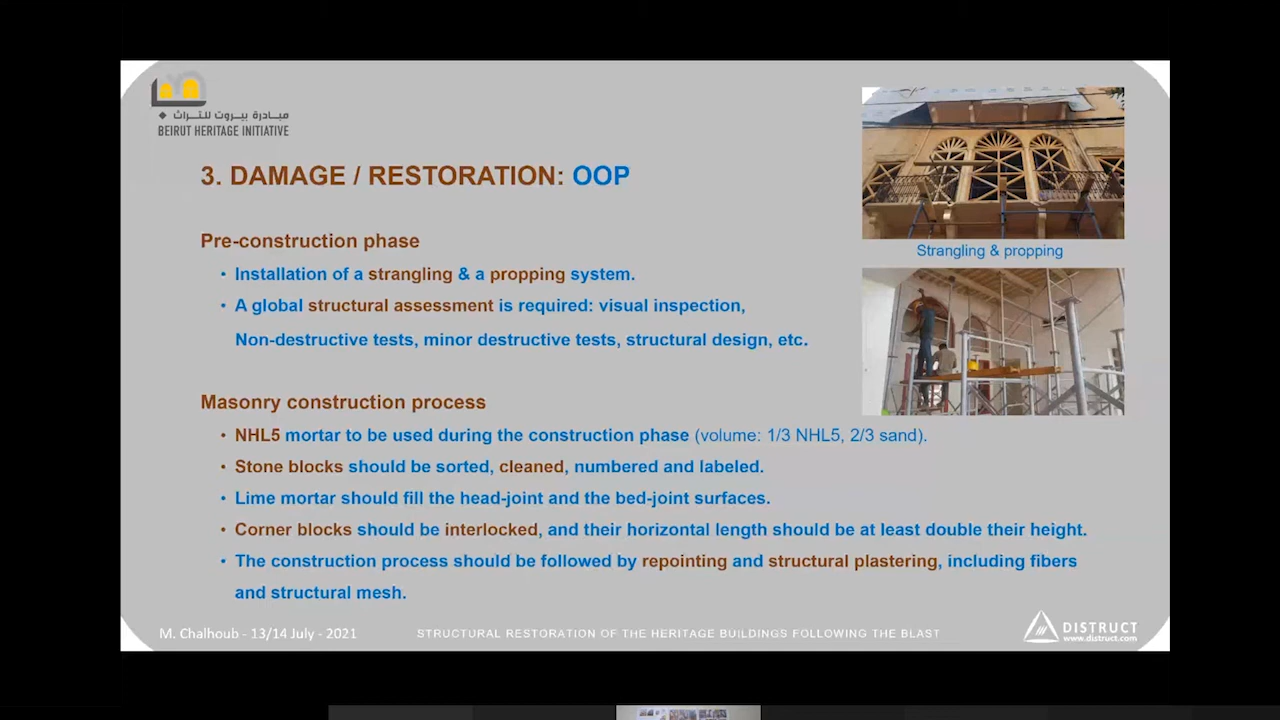 مبادرة بيروت للتراث
BEIRUT HERITAGE INITIATIVE
3. DAMAGE / RESTORATION: OOP
Strangling & propping
Pre-construction phase
• Installation of a strangling & a propping system.
• A global structural assessment is required: visual inspection,
Non-destructive tests, minor destructive tests, structural design, etc.
Masonry construction process
• NHL5 mortar to be used during the construction phase (volume: 1/3 NHL5, 2/3 sand).
• Stone blocks should be sorted, cleaned, numbered and labeled.
• Lime mortar should fill the head-joint and the bed-joint surfaces.
• Corner blocks should be interlocked, and their horizontal length should be at least double their height.
• The construction process should be followed by repointing and structural plastering, including fibers
and structural mesh.
M. Chalhoub - 13/14 July - 2021
STRUCTURAL RESTORATION OF THE HERITAGE BUILDINGS FOLLOWING THE BLAST
DISTRUCT
www.distruct.com